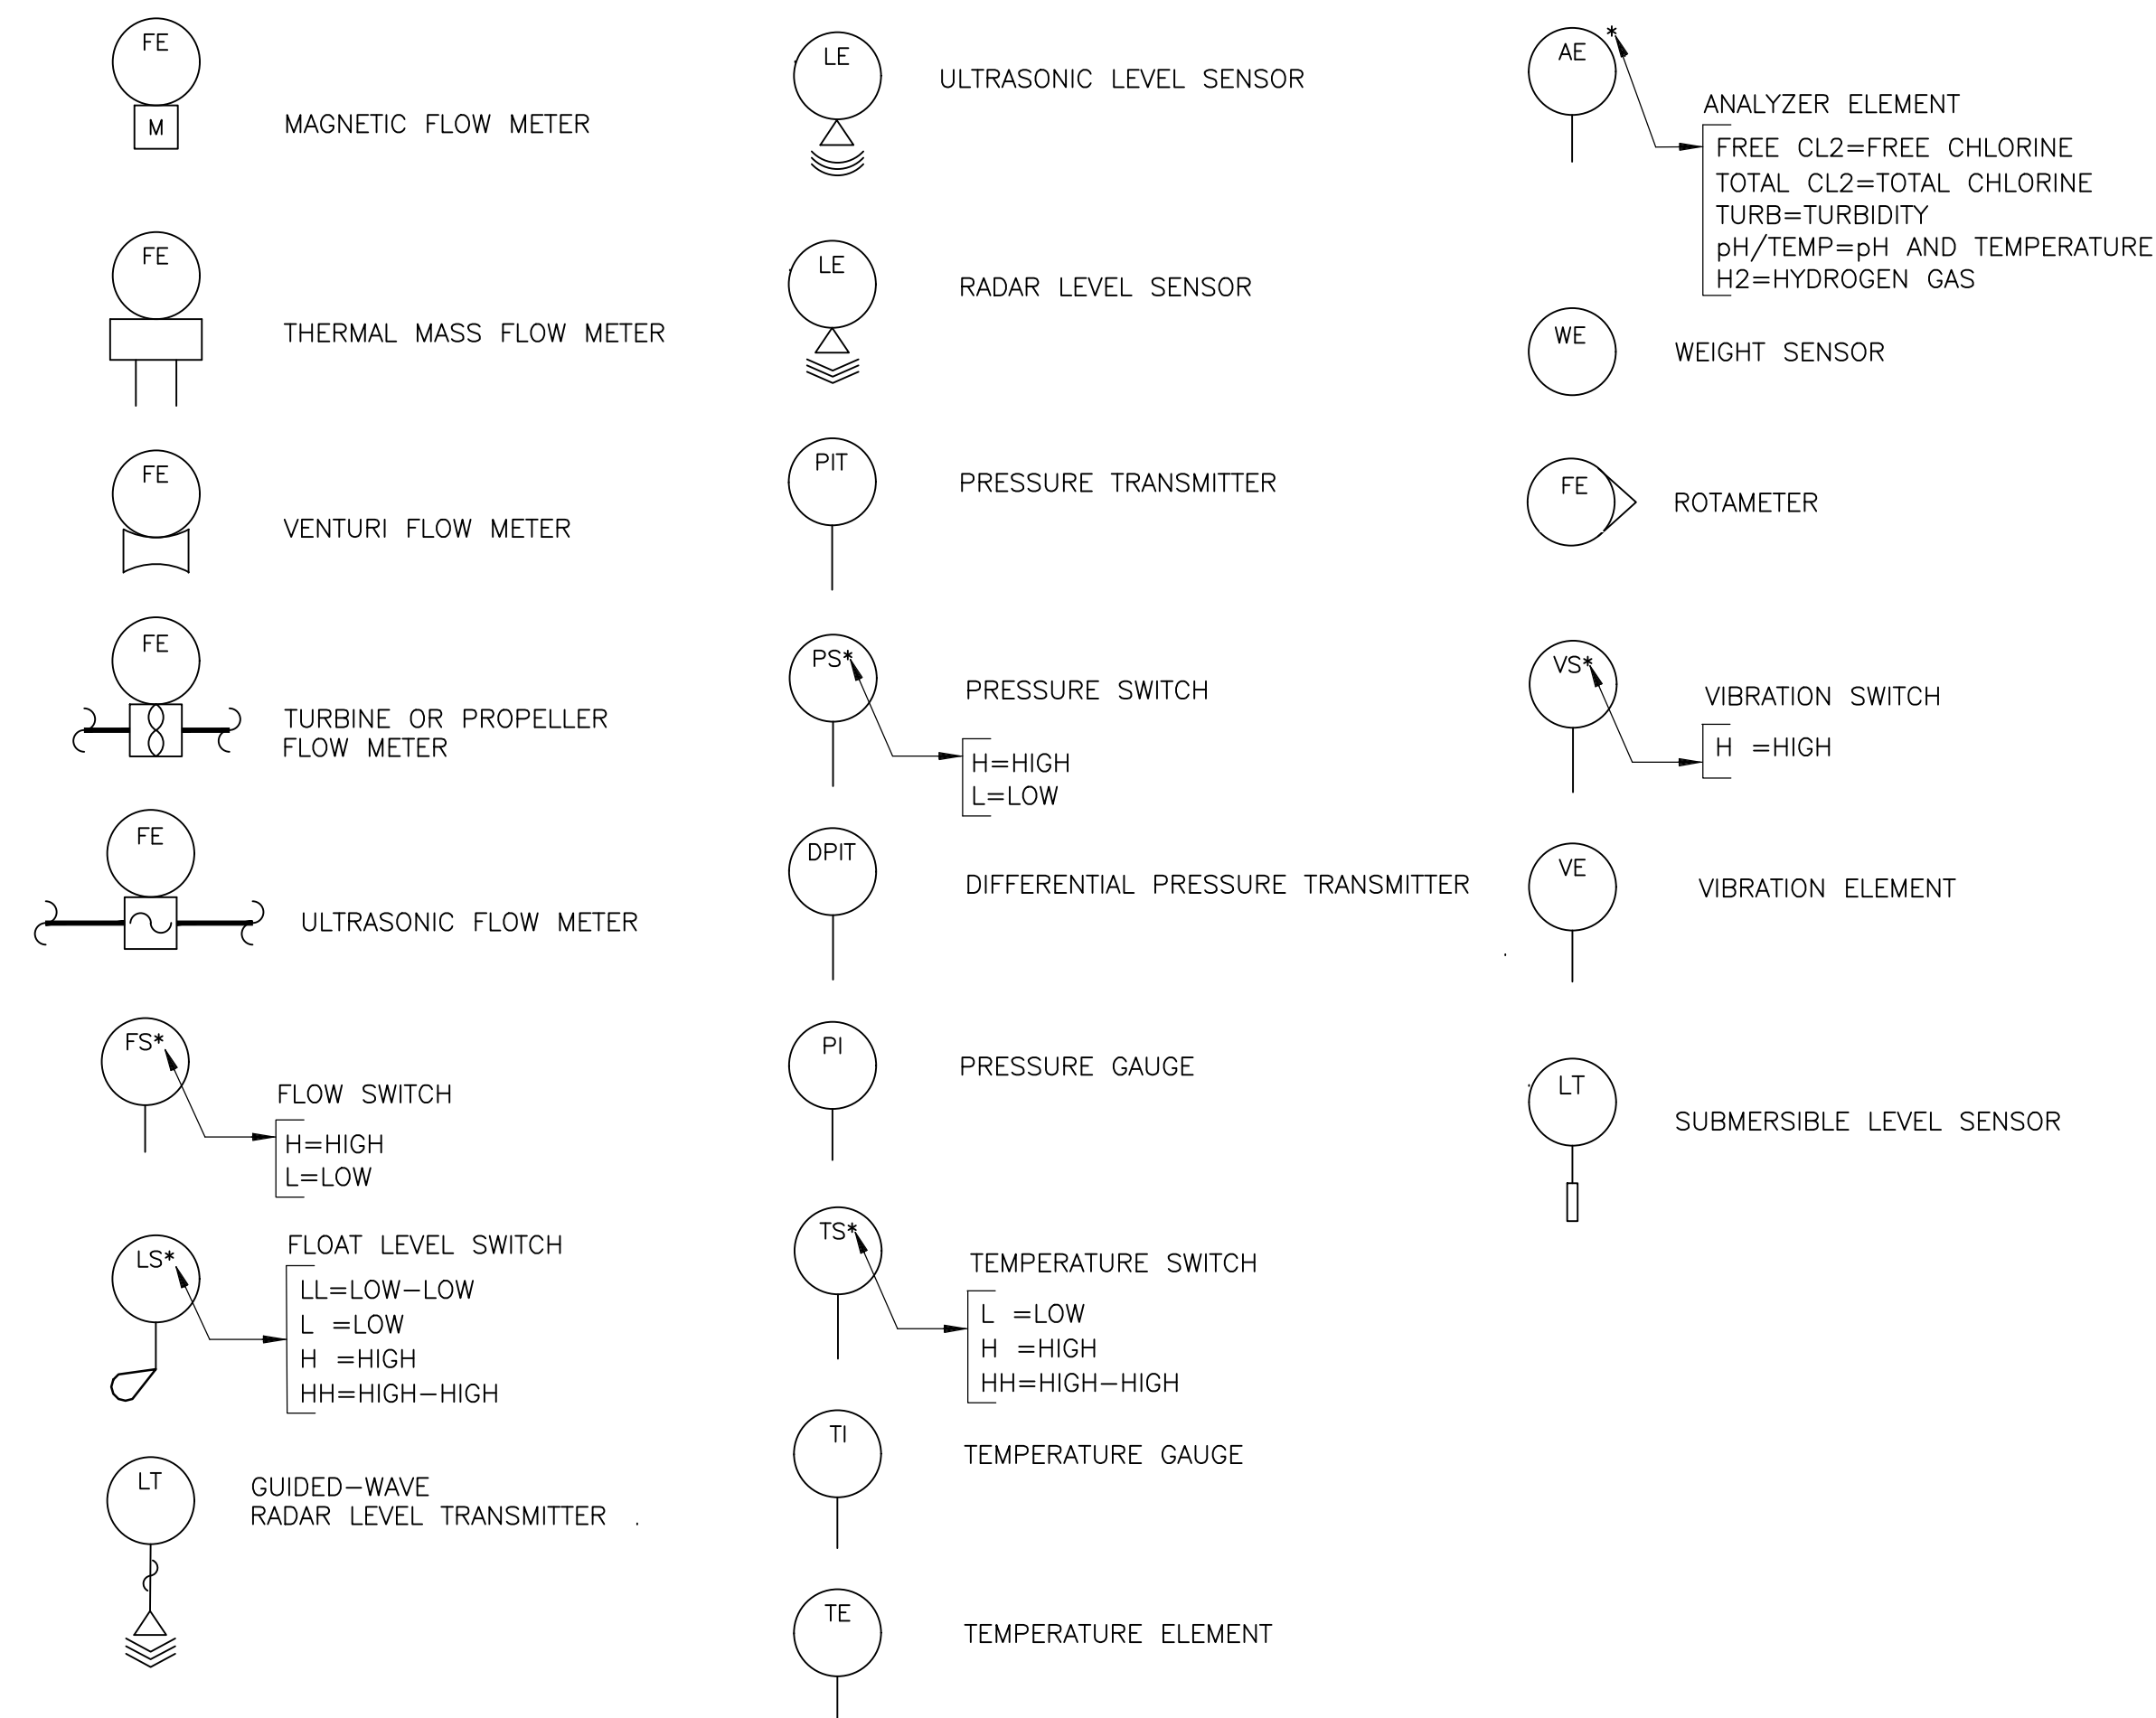 FE
M
MAGNETIC FLOW METER
FE
THERMAL MASS FLOW METER
FE
VENTURI FLOW METER
FE
TURBINE OR PROPELLER
FLOW METER
FE
ULTRASONIC FLOW METER
FS*
FLOW SWITCH
H=HIGH
L=LOW
LS*
FLOAT LEVEL SWITCH
LL=LOW-LOW
L =LOW
H =HIGH
HH=HIGH-HIGH
LT
GUIDED-WAVE
RADAR LEVEL TRANSMITTER
LE
ULTRASONIC LEVEL SENSOR
LE
RADAR LEVEL SENSOR
PIT
PRESSURE TRANSMITTER
PS*
PRESSURE SWITCH
H=HIGH
L=LOW
DPIT
DIFFERENTIAL PRESSURE TRANSMITTER
PI
PRESSURE GAUGE
TS*
TEMPERATURE SWITCH
L =LOW
H =HIGH
HH=HIGH-HIGH
TI
TEMPERATURE GAUGE
TE
TEMPERATURE ELEMENT
AE *
ANALYZER ELEMENT
FREE CL2=FREE CHLORINE
TOTAL CL2=TOTAL CHLORINE
TURB=TURBIDITY
pH/TEMP=pH AND TEMPERATURE
H2=HYDROGEN GAS
WE
WEIGHT SENSOR
FE
ROTAMETER
VS*
VIBRATION SWITCH
H =HIGH
VE
VIBRATION ELEMENT
LT
SUBMERSIBLE LEVEL SENSOR